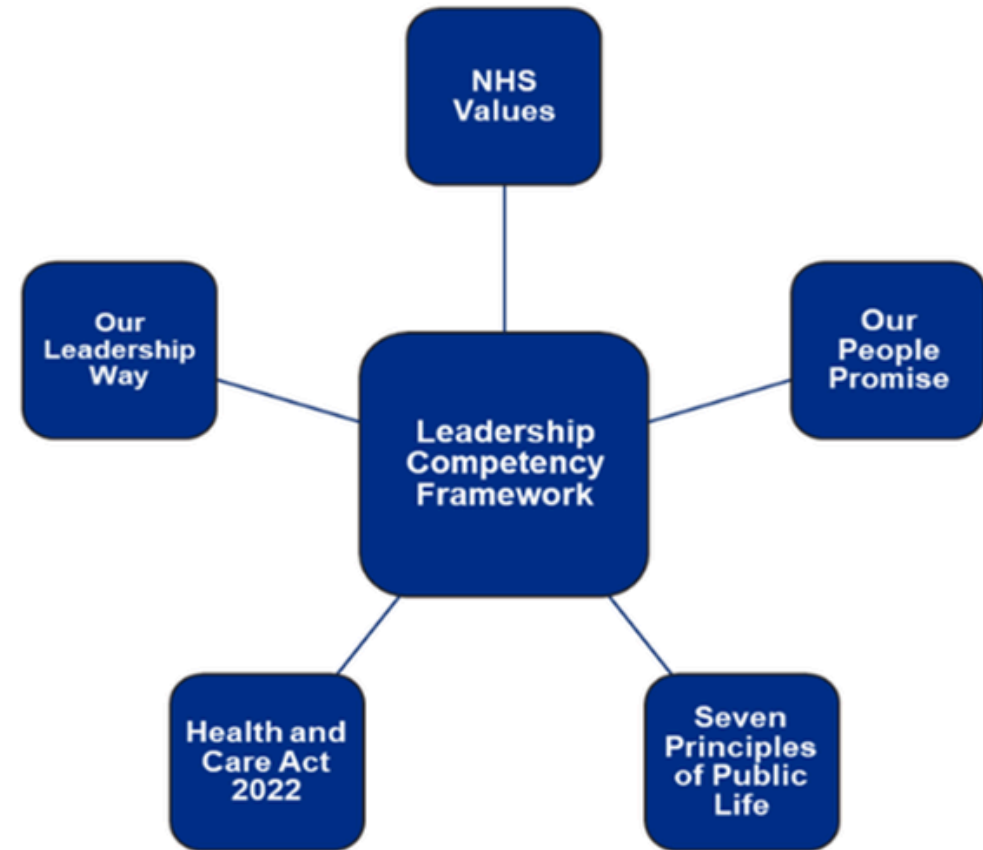 NHS
Values
Our
Leadership
Way
Our
People
Promise
Leadership
Competency
Framework
Health and
Care Act
2022
Seven
Principles
of Public
Life